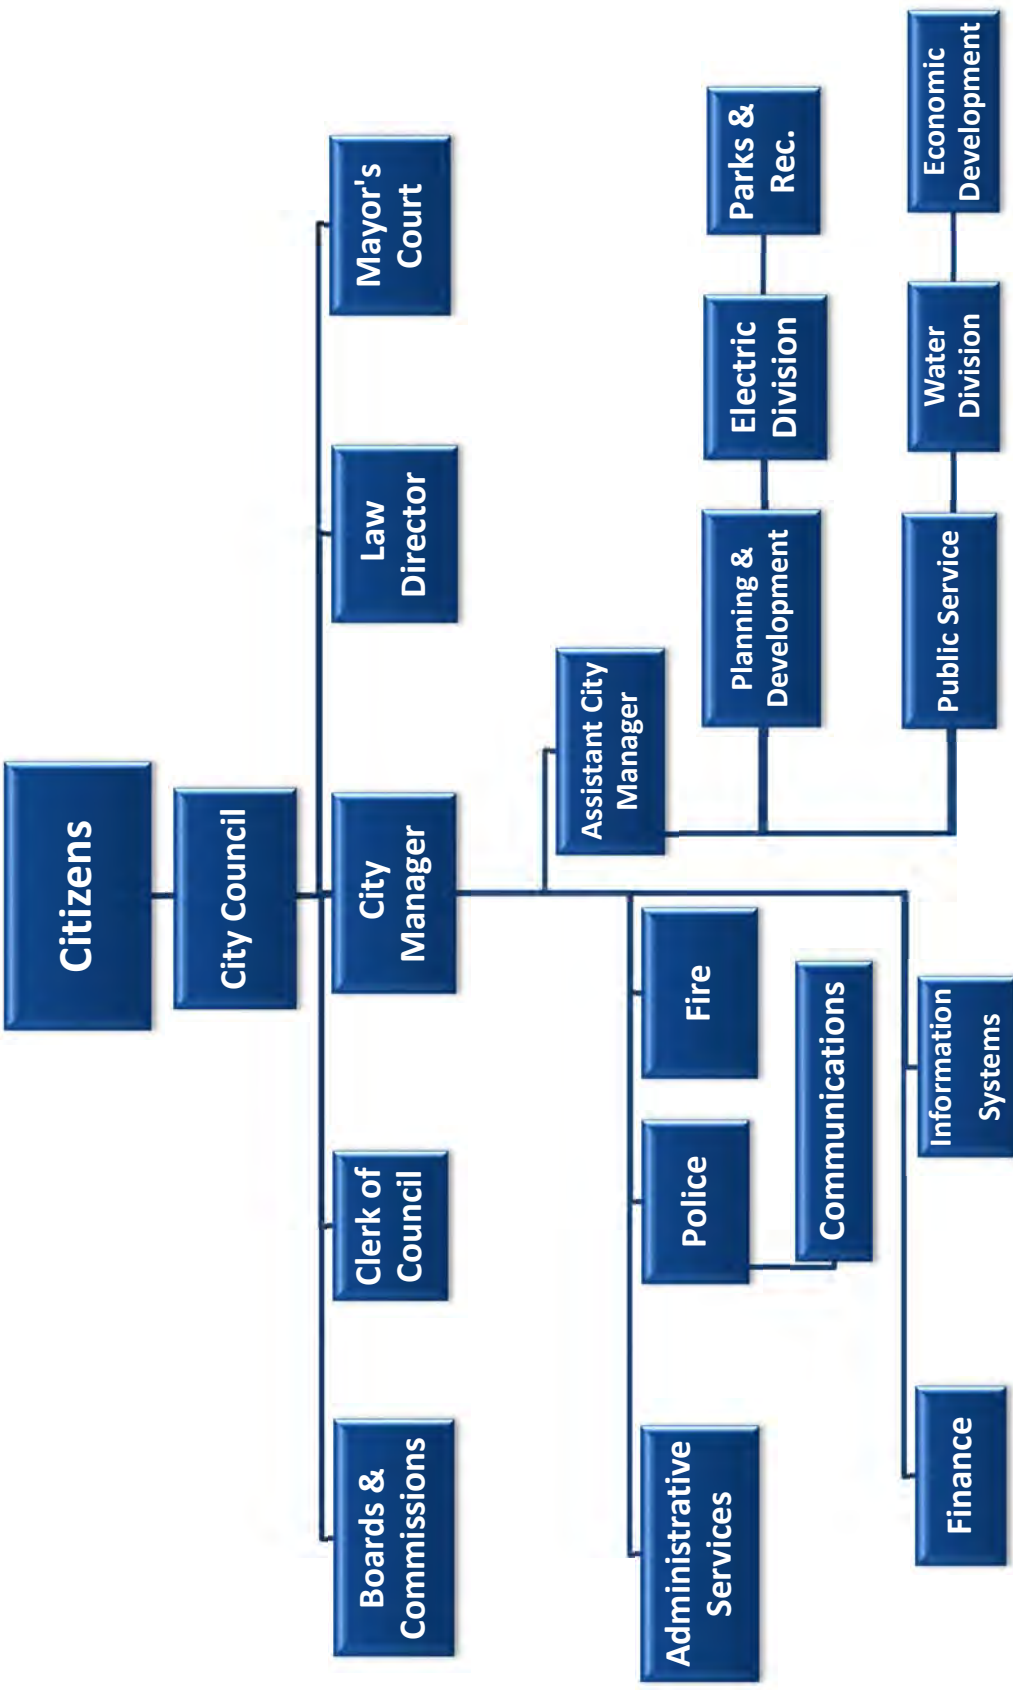 Citizens
City Council
Boards &
Commissions
Clerk of
Council
City
Manager
Law
Director
Mayor's
Court
Assistant City
Manager
Administrative
Services
Police
Fire
Communications
Planning &
Development
Electric
Division
Parks &
Rec.
Finance
Information
Systems
Public Service
Water
Division
Economic
Development